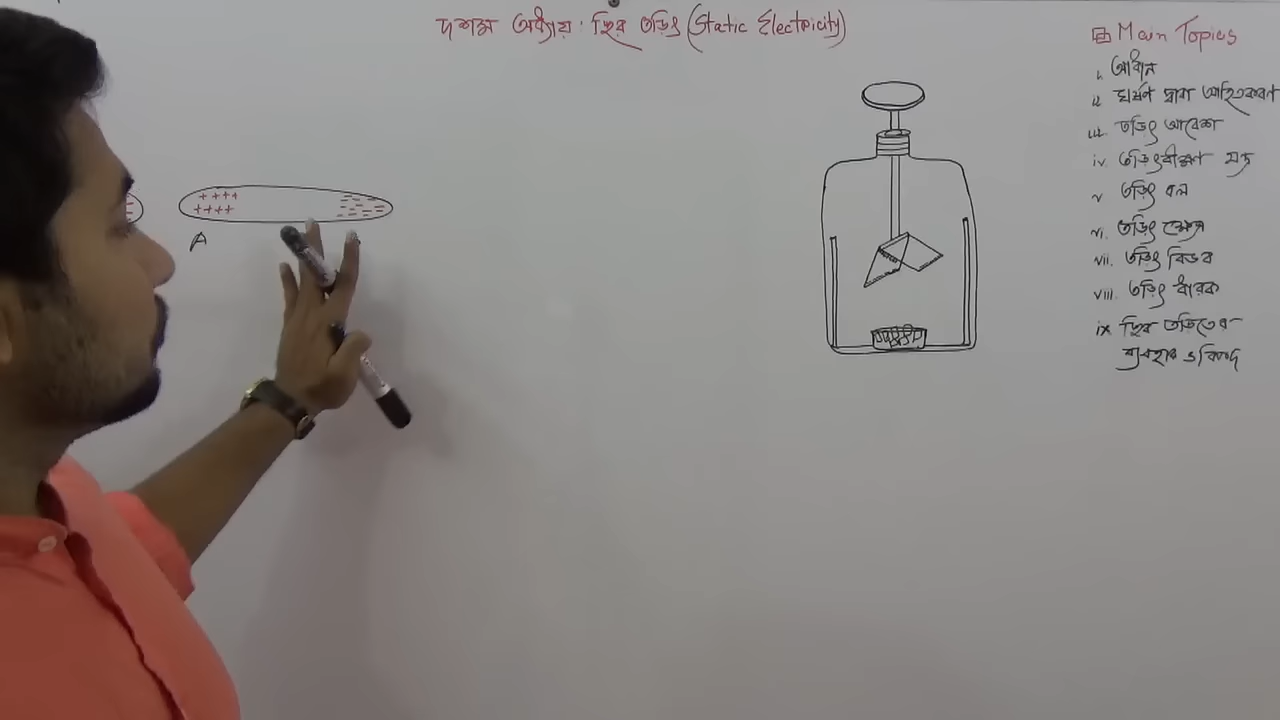 দশম অধ্যায় : স্থির তড়িৎ (Static Electricity)
Main Topics
i. আধান
ii. ঘর্ষণ দ্বারা আহিতকরণ
iii. তড়িৎ আবেশ
iv. তড়িৎবীক্ষণ যন্ত্র
v. তড়িৎ বল
vi. তড়িৎ ক্ষেত্র
vii. তড়িৎ বিভব
viii. তড়িৎ ধারক
ix স্থির তড়িতের
ব্যবহার ও
++++
++++
A